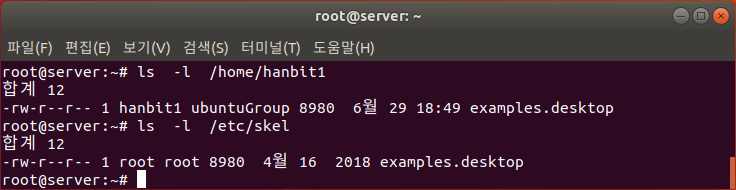 root@server: ~
파일(F) 편집(E) 보기(V) 검색(S) 터미널(T) 도움말(H)
root@server:~# ls  -l  /home/hanbit1
합계 12
-rw-r--r-- 1 hanbit1 ubuntuGroup 8980  6월 29 18:49 examples.desktop
root@server:~# ls  -l  /etc/skel
합계 12
-rw-r--r-- 1 root root 8980  4월 16  2018 examples.desktop
root@server:~#